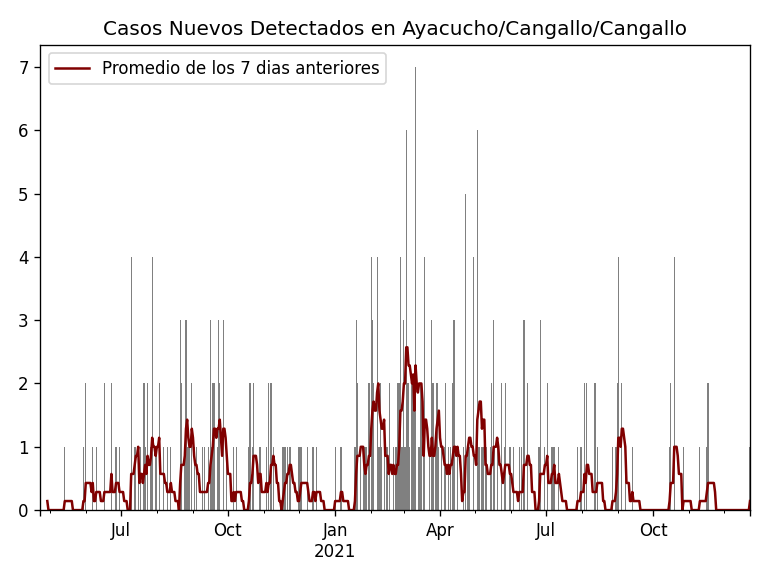 Casos Nuevos Detectados en Ayacucho/Cangallo/Cangallo
Promedio de los 7 dias anteriores
7
6
5
4
3
2
1
0
Jul
Oct
Jan
2021
Apr
Jul
Oct